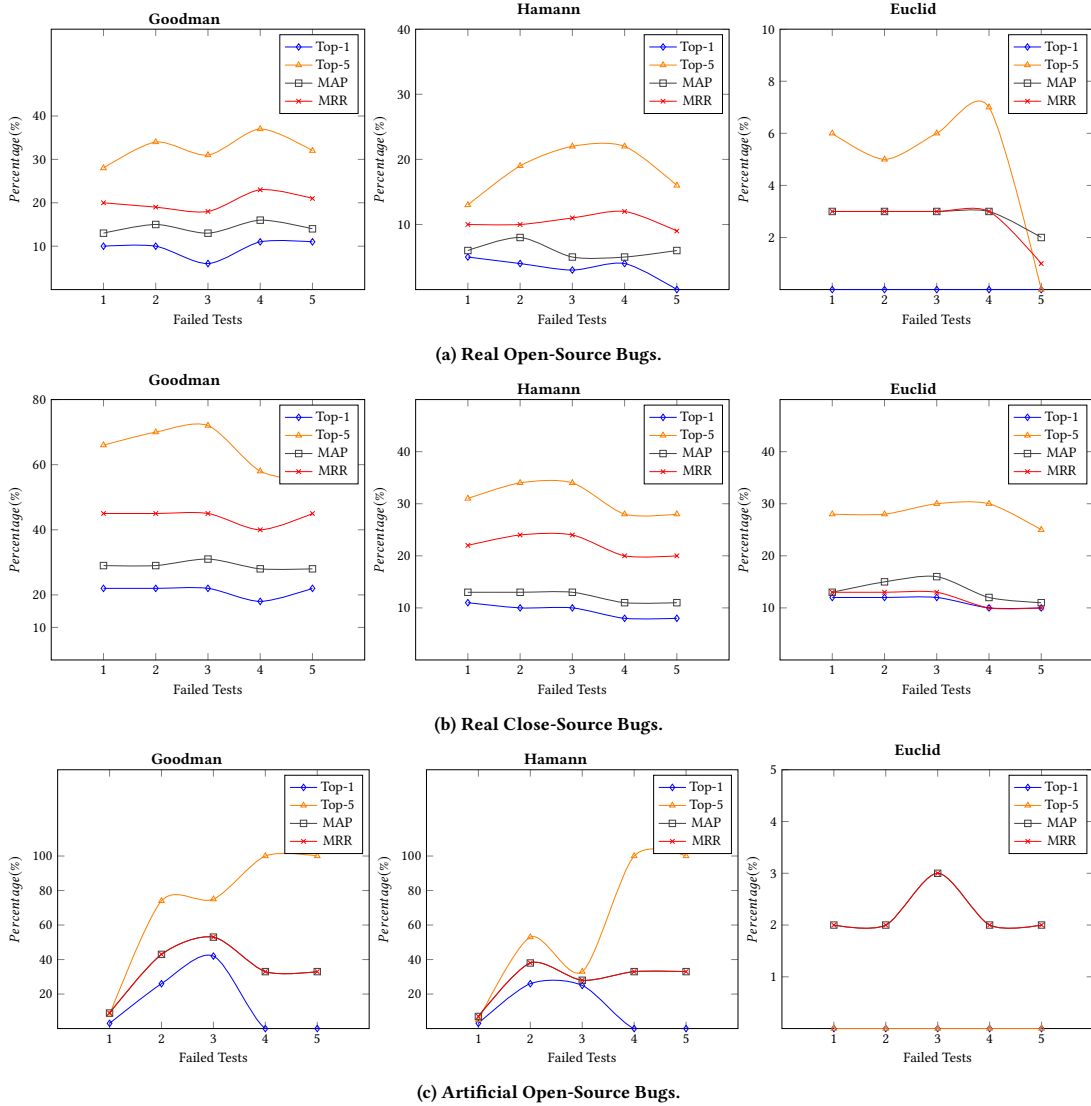 Goodman
Percentage(%)
40
30
20
10
1 2 3 4 5
Failed Tests
Top-1
Top-5
MAP
MRR
Hamann
Percentage(%)
40
30
20
10
0
1 2 3 4 5
Failed Tests
Top-1
Top-5
MAP
MRR
Euclid
Percentage(%)
10
8
6
4
2
1 2 3 4 5
Failed Tests
Top-1
Top-5
MAP
MRR
(a) Real Open-Source Bugs.
Goodman
Percentage(%)
80
60
40
20
10
1 2 3 4 5
Failed Tests
Top-1
Top-5
MAP
MRR
Hamann
Percentage(%)
40
30
20
10
1 2 3 4 5
Failed Tests
Top-1
Top-5
MAP
MRR
Euclid
Percentage(%)
40
30
20
10
1 2 3 4 5
Failed Tests
Top-1
Top-5
MAP
MRR
(b) Real Close-Source Bugs.
Goodman
Percentage(%)
100
80
60
40
20
1 2 3 4 5
Failed Tests
Top-1
Top-5
MAP
MRR
Hamann
Percentage(%)
100
80
60
40
20
1 2 3 4 5
Failed Tests
Top-1
Top-5
MAP
MRR
Euclid
Percentage(%)
5
4
3
2
1
1 2 3 4 5
Failed Tests
Top-1
Top-5
MAP
MRR
(c) Artificial Open-Source Bugs.